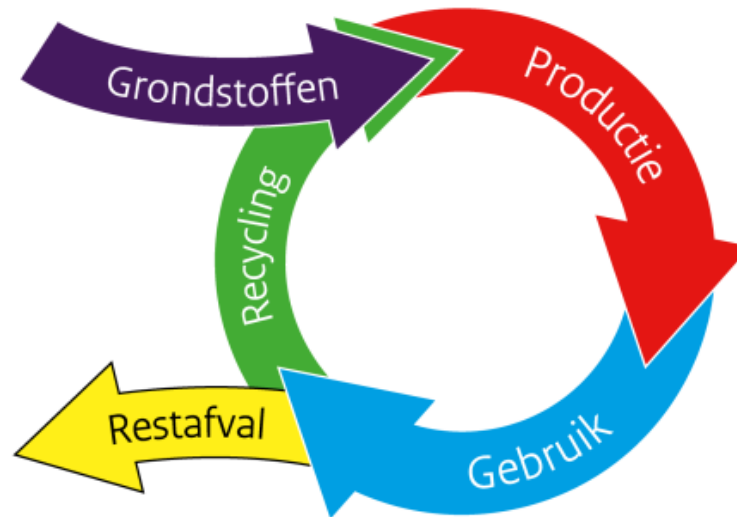 Grondstoffen
Productie
Recycling
Restafval
Gebruik